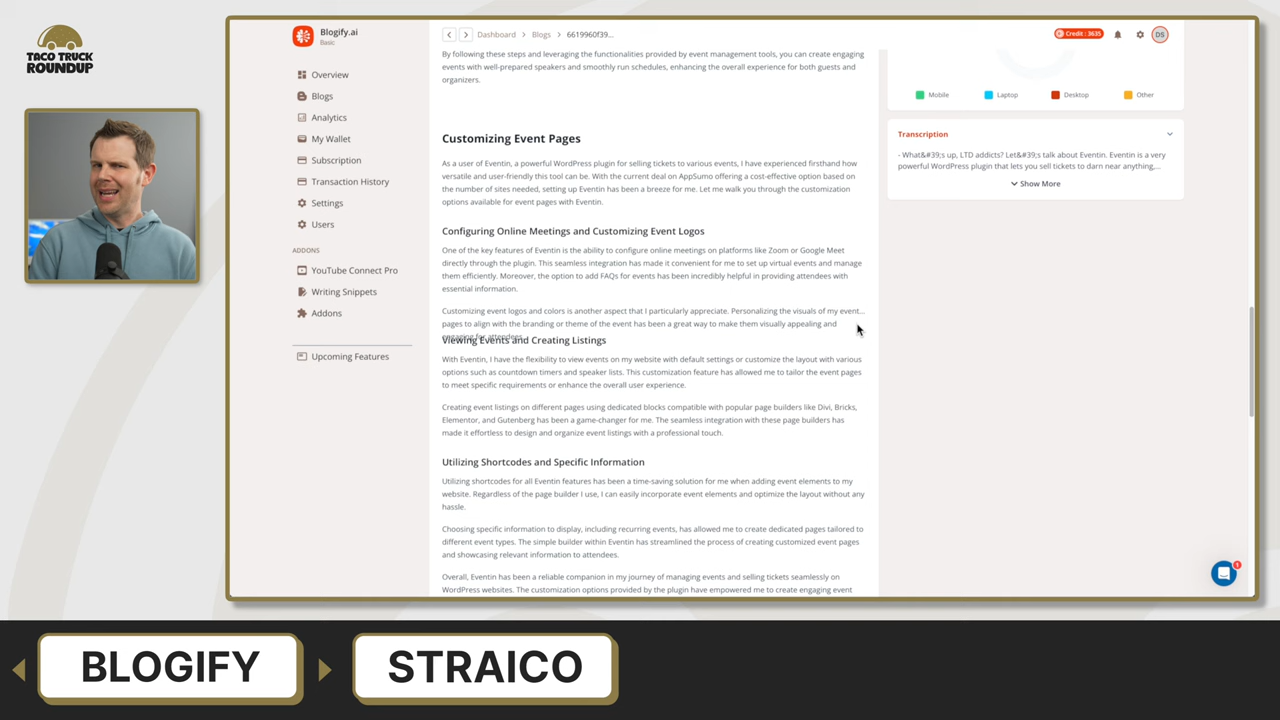 TACO TRUCK
ROUNDUP
Blogify.ai
Basic
Overview
Blogs
Analytics
My Wallet
Subscription
Transaction History
Settings
Users
ADDONS
YouTube Connect Pro
Writing Snippets
Addons
Upcoming Features
Dashboard > Blogs > 6619960f39...
Credit : 3635
DS
By following these steps and leveraging the functionalities provided by event management tools, you can create engaging
events with well-prepared speakers and smoothly run schedules, enhancing the overall experience for both guests and
organizers.
Customizing Event Pages
As a user of Eventin, a powerful WordPress plugin for selling tickets to various events, I have experienced firsthand how
versatile and user-friendly this tool can be. With the current deal on AppSumo offering a cost-effective option based on
the number of sites needed, setting up Eventin has been a breeze for me. Let me walk you through the customization
options available for event pages with Eventin.
Configuring Online Meetings and Customizing Event Logos
One of the key features of Eventin is the ability to configure online meetings on platforms like Zoom or Google Meet
directly through the plugin. This seamless integration has made it convenient for me to set up virtual events and manage
them efficiently. Moreover, the option to add FAQs for events has been incredibly helpful in providing attendees with
essential information.
Customizing event logos and colors is another aspect that I particularly appreciate. Personalizing the visuals of my event...
pages to align with the branding or theme of the event has been a great way to make them visually appealing and
engaging for attendees.
Viewing Events and Creating Listings
With Eventin, I have the flexibility to view events on my website with default settings or customize the layout with various
options such as countdown timers and speaker lists. This customization feature has allowed me to tailor the event pages
to meet specific requirements or enhance the overall user experience.
Creating event listings on different pages using dedicated blocks compatible with popular page builders like Divi, Bricks,
Elementor, and Gutenberg has been a game-changer for me. The seamless integration with these page builders has
made it effortless to design and organize event listings with a professional touch.
Utilizing Shortcodes and Specific Information
Utilizing shortcodes for all Eventin features has been a time-saving solution for me when adding event elements to my
website. Regardless of the page builder I use, I can easily incorporate event elements and optimize the layout without any
hassle.
Choosing specific information to display, including recurring events, has allowed me to create dedicated pages tailored to
different event types. The simple builder within Eventin has streamlined the process of creating customized event pages
and showcasing relevant information to attendees.
Overall, Eventin has been a reliable companion in my journey of managing events and selling tickets seamlessly on
WordPress websites. The customization options provided by the plugin have empowered me to create engaging event
Mobile
Laptop
Desktop
Other
Transcription
- What&#39;s up, LTD addicts? Let&#39;s talk about Eventin. Eventin is a very
powerful WordPress plugin that lets you sell tickets to darn near anything,...
Show More
1
BLOGIFY
STRAICO